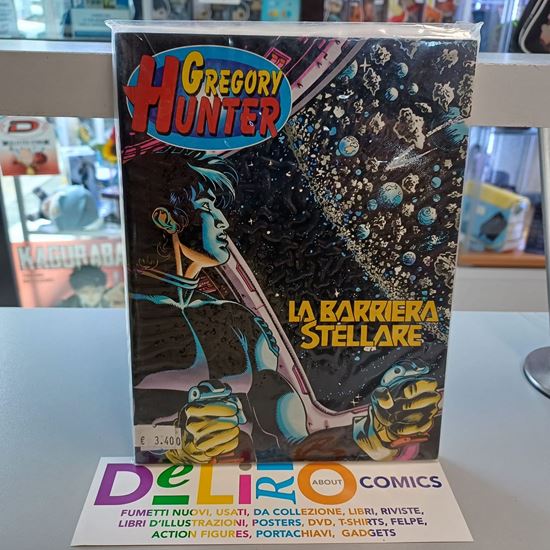 GREGORY
HUNTER
LA BARRIERA
STELLARE
€ 3.400
KAGURABA
DELIRIO
ABOUT
COMICS
FUMETTI NUOVI, USATI, DA COLLEZIONE, LIBRI, RIVISTE,
LIBRI D'ILLUSTRAZIONI, POSTERS, DVD, T-SHIRTS, FELPE,
ACTION FIGURES, PORTACHIAVI, GADGETS